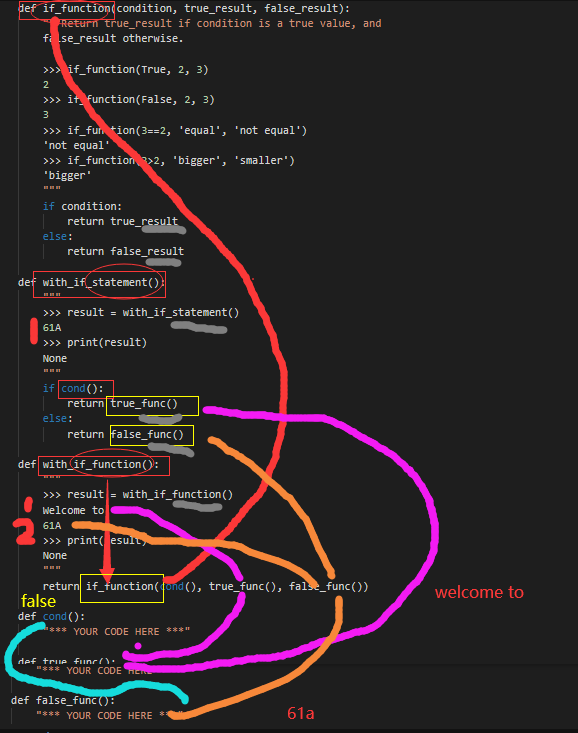 def if_function(condition, true_result, false_result):
"""Return true_result if condition is a true value, and
false_result otherwise.
>>> if_function(True, 2, 3)
2
>>> if_function(False, 2, 3)
3
>>> if_function(3==2, 'equal', 'not equal')
'not equal'
>>> if_function(3>2, 'bigger', 'smaller')
'bigger'
"""
if condition:
return true_result
else:
return false_result
def with_if_statement():
"""
>>> result = with_if_statement()
1
61A
>>> print(result)
None
"""
if cond():
return true_func()
else:
return false_func()
def with_if_function():
"""
>>> result = with_if_function()
Welcome to
2
61A
>>> print(result)
None
"""
return if_function(cond(), true_func(), false_func())
welcome to
false
def cond():
"*** YOUR CODE HERE ***"
def true_func():
"*** YOUR CODE HERE
def false_func():
"*** YOUR CODE HERE ***"
61a